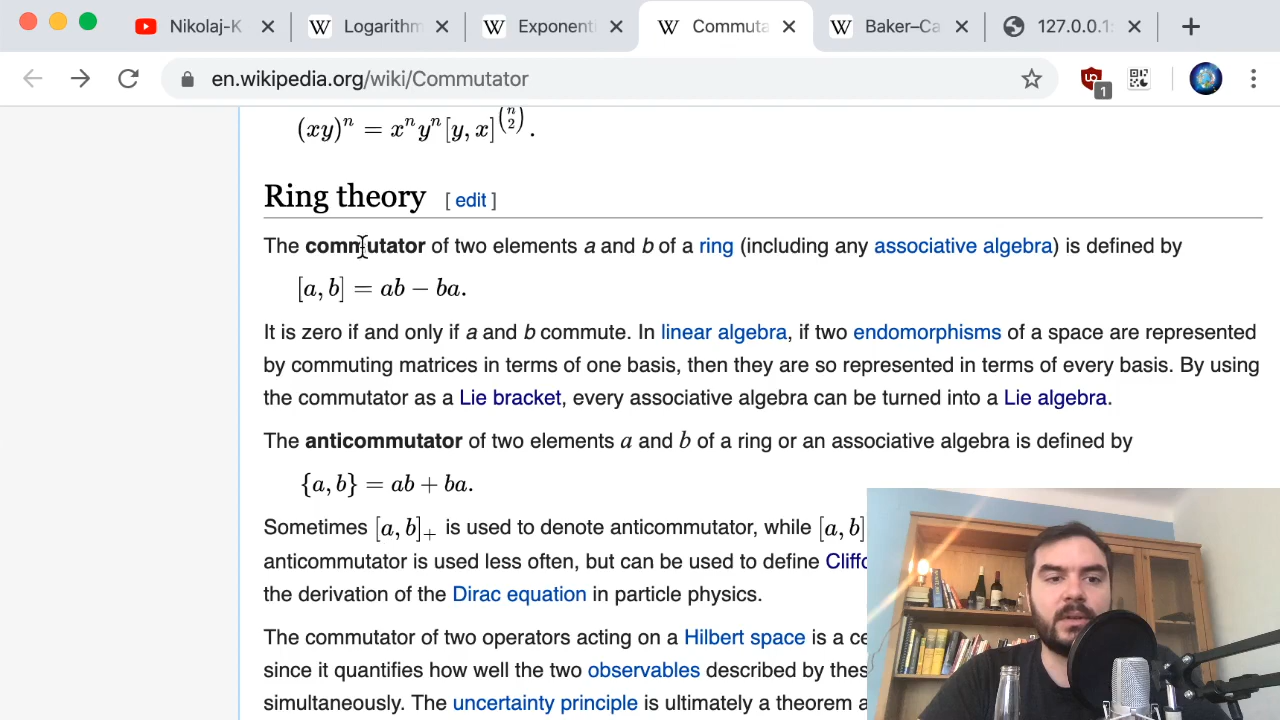 Nikolaj-K
Logarithm
Exponenti
Commuta
Baker–Ca
127.0.0.1:
en.wikipedia.org/wiki/Commutator
1
(xy)ⁿ = xⁿyⁿ[y, x]^(n 2).
Ring theory [ edit ]
The commutator of two elements a and b of a ring (including any associative algebra) is defined by
[a, b] = ab − ba.
It is zero if and only if a and b commute. In linear algebra, if two endomorphisms of a space are represented
by commuting matrices in terms of one basis, then they are so represented in terms of every basis. By using
the commutator as a Lie bracket, every associative algebra can be turned into a Lie algebra.
The anticommutator of two elements a and b of a ring or an associative algebra is defined by
{a, b} = ab + ba.
Sometimes [a, b]₊ is used to denote anticommutator, while [a, b]
anticommutator is used less often, but can be used to define Cliffo
the derivation of the Dirac equation in particle physics.
The commutator of two operators acting on a Hilbert space is a ce
since it quantifies how well the two observables described by thes
simultaneously. The uncertainty principle is ultimately a theorem a